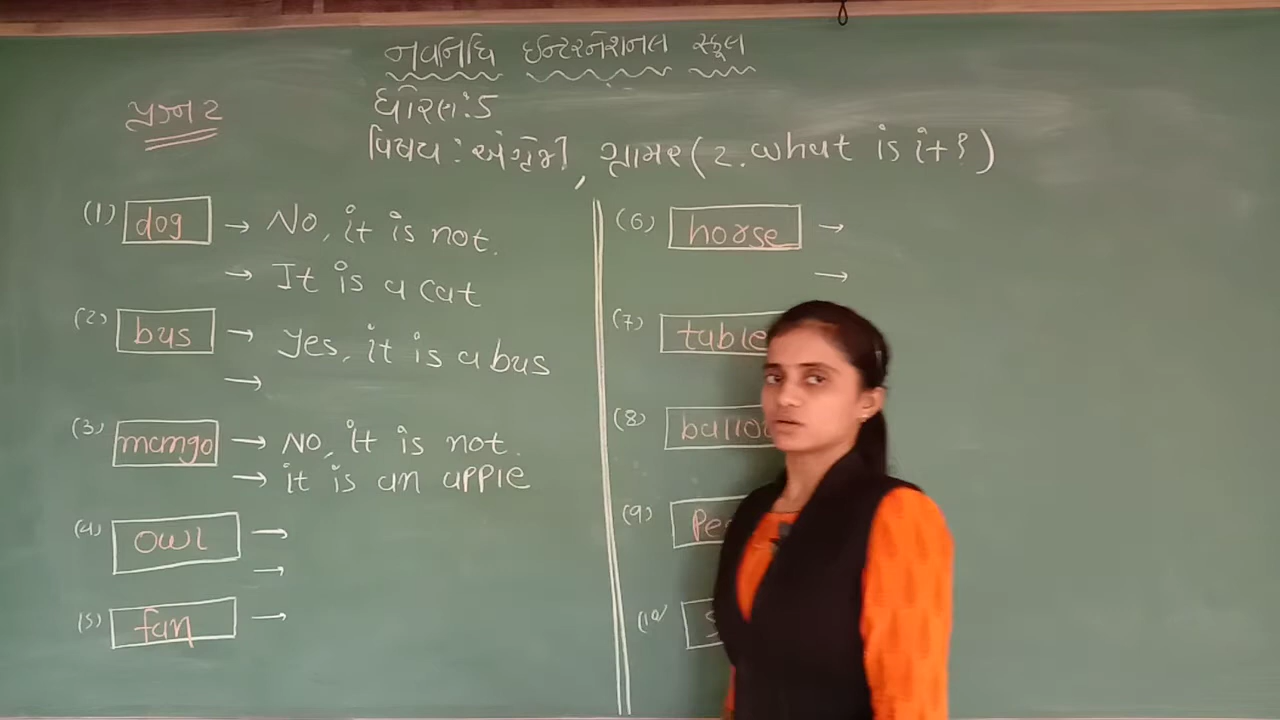 નવનિધિ ઈન્ટરનેશનલ સ્કૂલ
ધોરણ: 5
વિષય: અંગ્રેજી, ગ્રામર (2. what is it?)
પ્રશ્ન 2
(1) dog → No, it is not.
→ It is a cat
(2) bus → Yes, it is a bus
→
(3) mango → No, it is not.
→ it is an apple
(4) owl →
→
(5) fan →
(6) horse →
→
(7) table
(8)
(9)
(10)